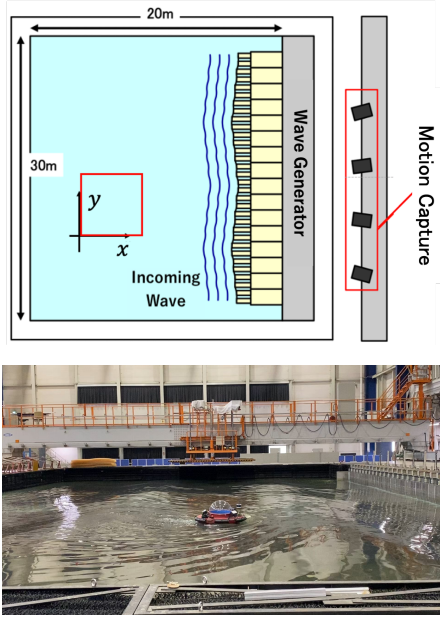 20m
30m
y
x
Incoming
Wave
Wave Generator
Motion
Capture